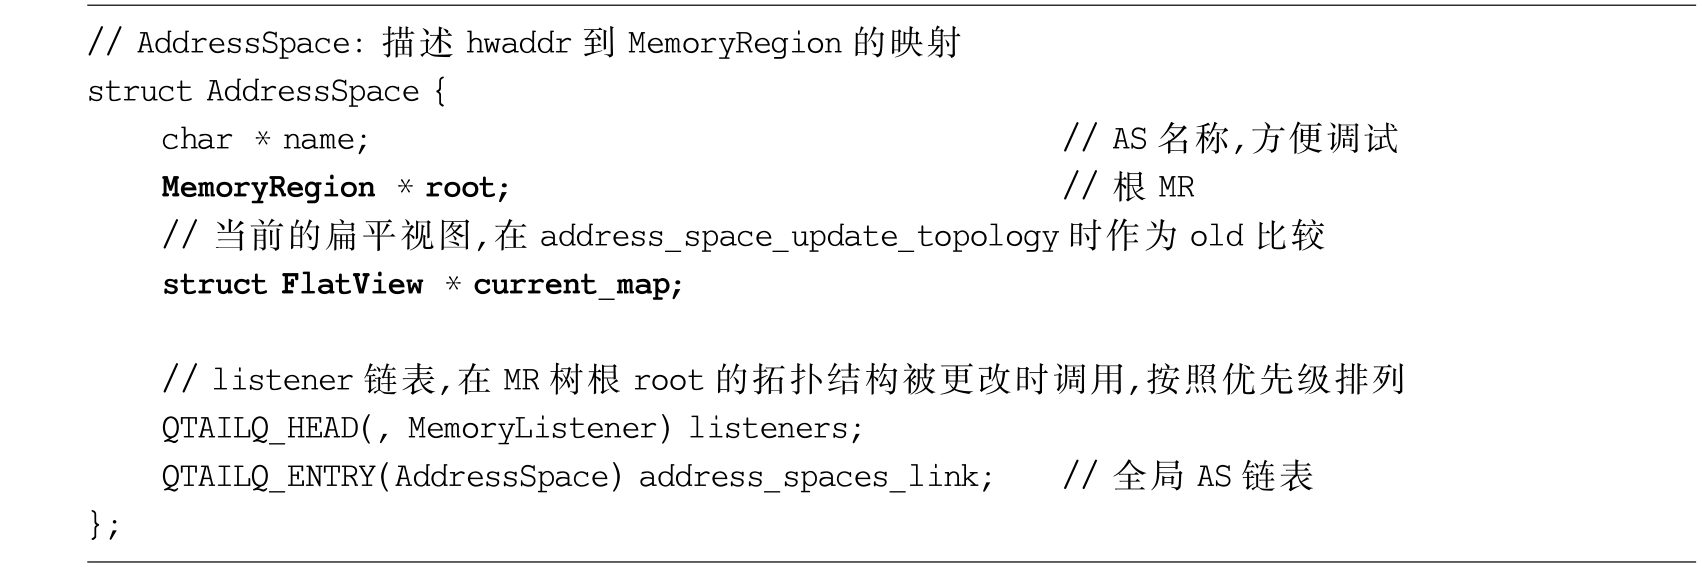 // AddressSpace: 描述 hwaddr 到 MemoryRegion 的映射
struct AddressSpace {
char * name; // AS 名称,方便调试
MemoryRegion * root; // 根 MR
// 当前的扁平视图,在 address_space_update_topology 时作为 old 比较
struct FlatView * current_map;
// listener 链表,在 MR 树根 root 的拓扑结构被更改时调用,按照优先级排列
QTAILQ_HEAD(, MemoryListener) listeners;
QTAILQ_ENTRY(AddressSpace) address_spaces_link; // 全局 AS 链表
};